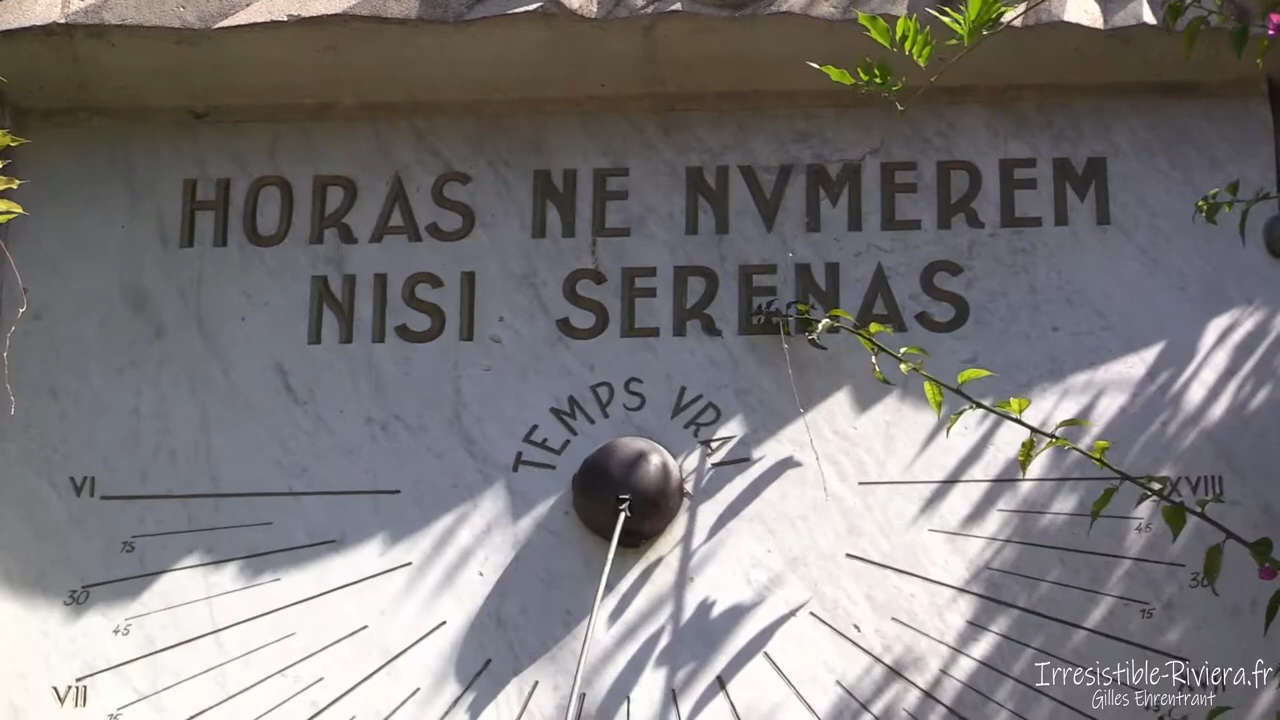 HORAS NE NVMEREM
NISI SERENAS
TEMPS VRAI
VI
XVIII
15
45
30
30
45
15
VII
15
Irresistible-Riviera.fr
Gilles Ehrentrant